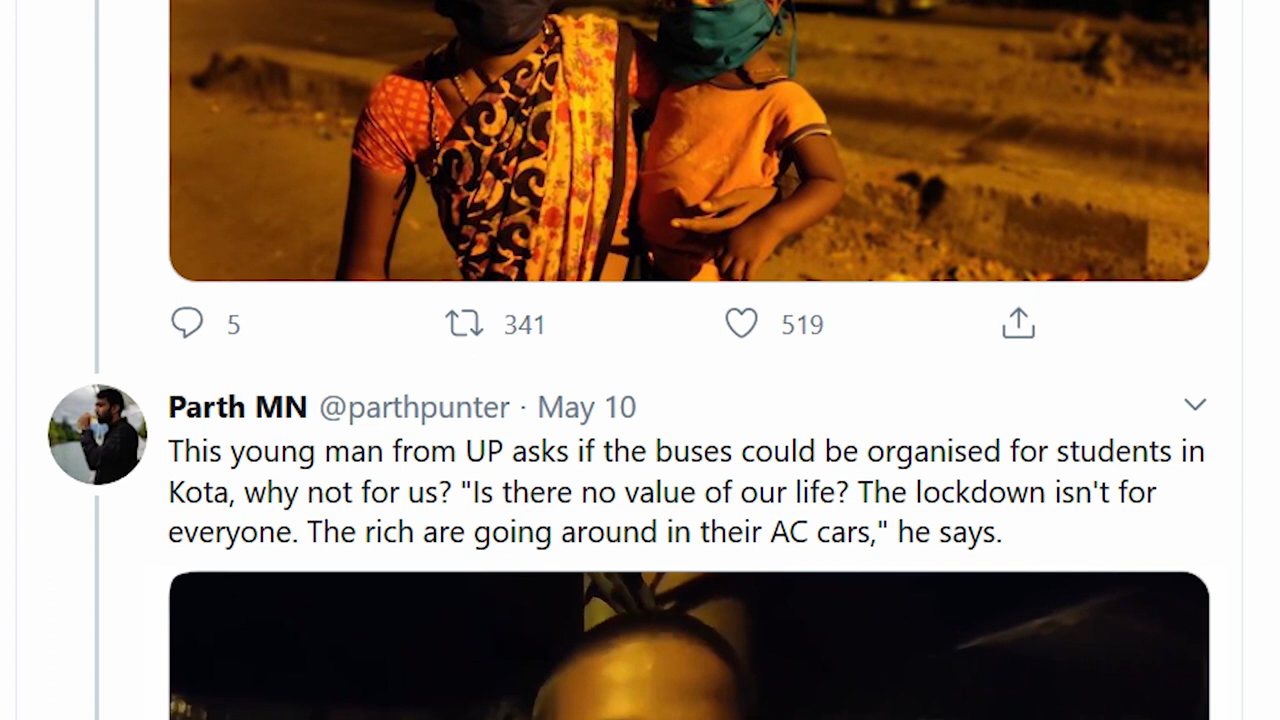 5 341 519
Parth MN @parthpunter · May 10
This young man from UP asks if the buses could be organised for students in
Kota, why not for us? "Is there no value of our life? The lockdown isn't for
everyone. The rich are going around in their AC cars," he says.